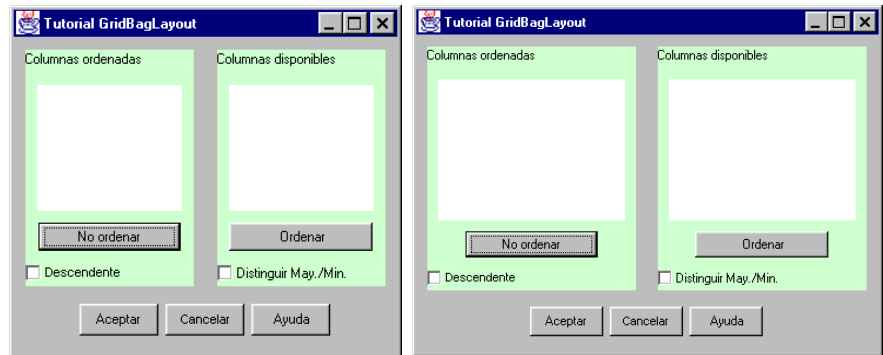 Tutorial GridBagLayout
Columnas ordenadas
Columnas disponibles
No ordenar
Ordenar
Descendente
Distinguir May./Min.
Aceptar
Cancelar
Ayuda
Tutorial GridBagLayout
Columnas ordenadas
Columnas disponibles
No ordenar
Ordenar
Descendente
Distinguir May./Min.
Aceptar
Cancelar
Ayuda